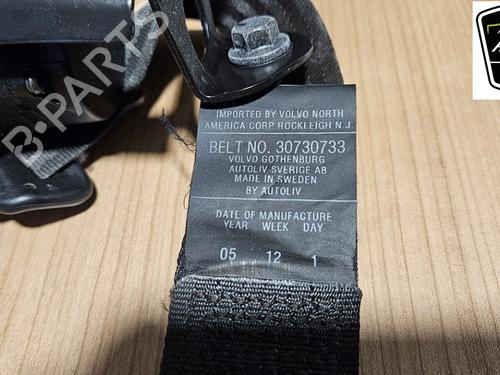 IMPORTED BY VOLVO NORTH
AMERICA CORP ROCKLEIGH N.J.
BELT NO. 30730733
VOLVO GOTHENBURG
AUTOLIV SVERIGE AB
MADE IN SWEDEN
BY AUTOLIV
DATE OF MANUFACTURE
YEAR WEEK DAY
05 12 1
B-PARTS